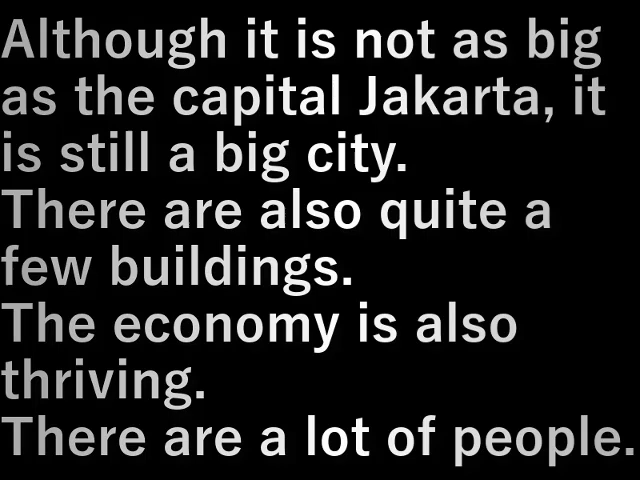 Although it is not as big
as the capital Jakarta, it
is still a big city.
There are also quite a
few buildings.
The economy is also
thriving.
There are a lot of people.